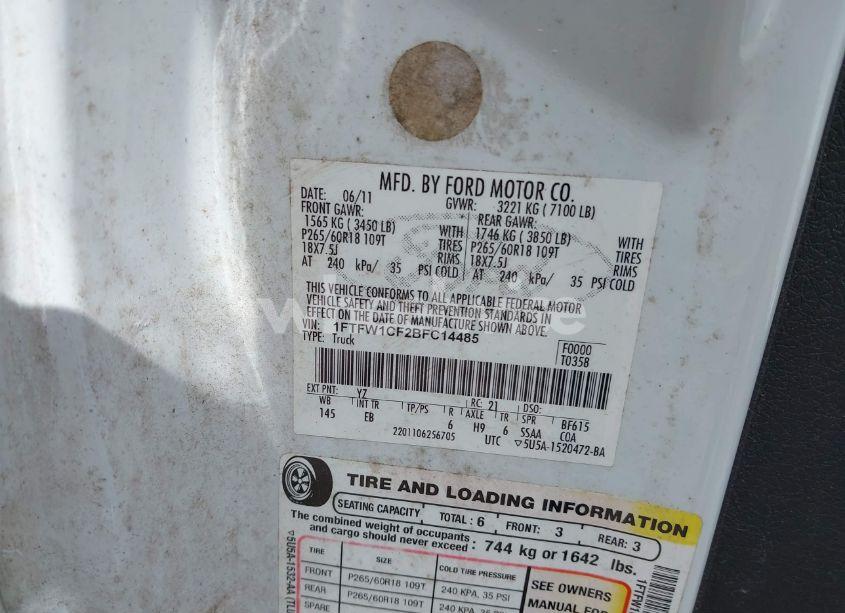 MFD. BY FORD MOTOR CO.
DATE: 06/11 GVWR: 3221 KG ( 7100 LB)
FRONT GAWR: REAR GAWR:
1565 KG ( 3450 LB) WITH 1746 KG ( 3850 LB) WITH
P265/60R18 109T TIRES P265/60R18 109T TIRES
18X7.5J RIMS 18X7.5J RIMS
AT 240 kPa/ 35 PSI COLD AT 240 kPa/ 35 PSI COLD
THIS VEHICLE CONFORMS TO ALL APPLICABLE FEDERAL MOTOR
VEHICLE SAFETY AND THEFT PREVENTION STANDARDS IN
EFFECT ON THE DATE OF MANUFACTURE SHOWN ABOVE.
VIN: 1FTFW1CF2BFC14485
TYPE: Truck
F0000
T0358
EXT PNT: YZ RC: 21 DSO:
WB INT TR TP/PS R AXLE TR SPR BF615
145 EB 6 H9 6 SSAA COA
2201106256705 UTC ▽5U5A-1520472-BA
TIRE AND LOADING INFORMATION
SEATING CAPACITY TOTAL : 6 FRONT: 3 REAR: 3
The combined weight of occupants
and cargo should never exceed : 744 kg or 1642 lbs.
TIRE SIZE COLD TIRE PRESSURE
FRONT P265/60R18 109T 240 KPA, 35 PSI
REAR P265/60R18 109T 240 KPA, 35 PSI
SPARE
SEE OWNERS
MANUAL FOR
▽5U5A-1532-AA (TU